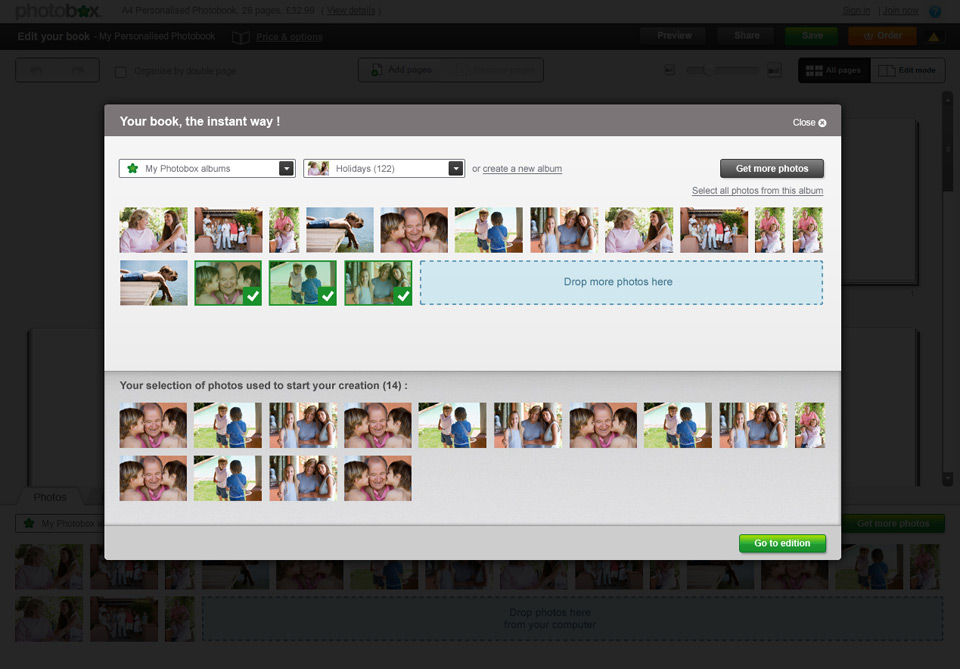 photobox.
A4 Personalised Photobook, 26 pages, £32.99 | View details |
Sign in | Join now
Edit your book - My Personalised Photobook
Price & options
Preview
Share
Save
Order
Organise by double page
Add pages
All pages
Edit mode
Your book, the instant way !
Close
My Photobox albums
Holidays (122)
or create a new album
Get more photos
Select all photos from this album
Drop more photos here
Your selection of photos used to start your creation (14) :
Go to edition
Photos
My Photobox
Get more photos
Drop photos here
from your computer